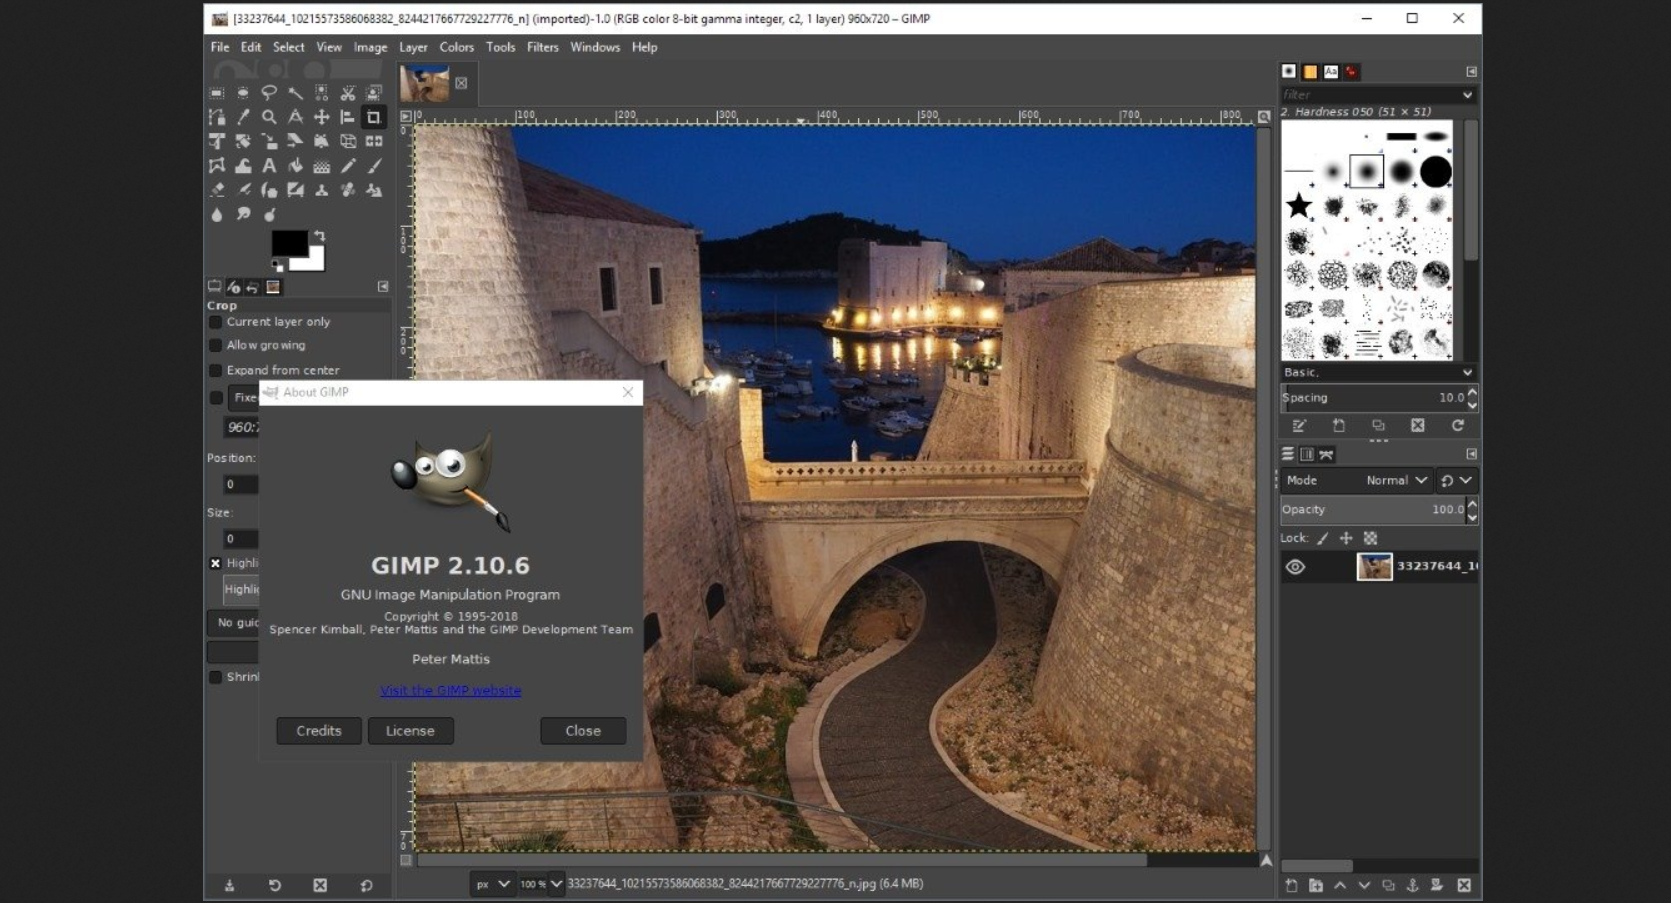 [33237644_10215573586068382_8244217667729227776_n] (imported)-1.0 (RGB color 8-bit gamma integer, c2, 1 layer) 960x720 – GIMP
File Edit Select View Image Layer Colors Tools Filters Windows Help
filter
2. Hardness 050 (51 × 51)
0 100 200 300 400 500 600 700 800
Crop
Current layer only
Allow growing
Expand from center
Fixe
960:
Position:
0
Size:
0
Highli
Highli
No guid
Shrin
About GIMP
GIMP 2.10.6
GNU Image Manipulation Program
Copyright © 1995-2018
Spencer Kimball, Peter Mattis and the GIMP Development Team
Peter Mattis
Visit the GIMP website
Credits License Close
Basic,
Spacing 10.0
Mode Normal
Opacity 100.0
Lock:
33237644_10
px 100 % 33237644_10215573586068382_8244217667729227776_n.jpg (6.4 MB)